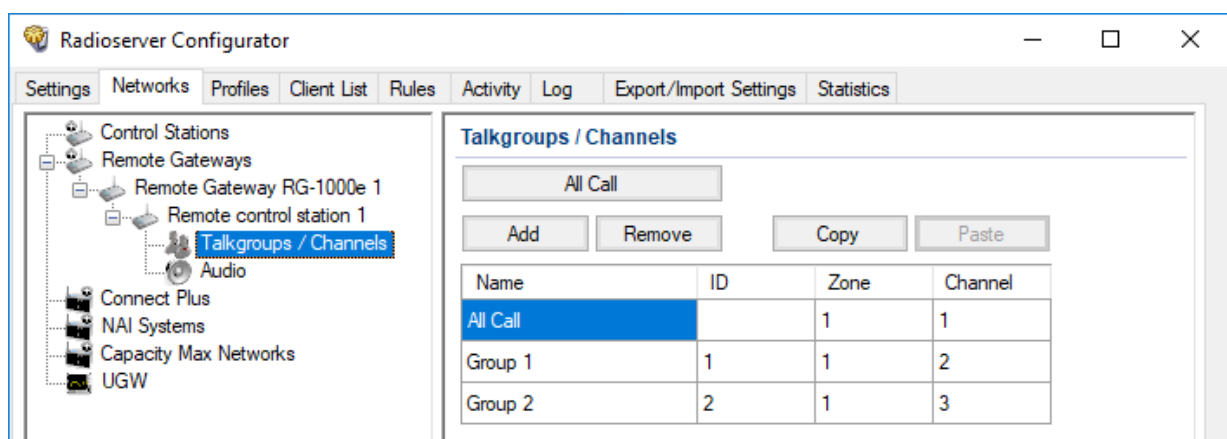 Radioserver Configurator
Settings Networks Profiles Client List Rules Activity Log Export/Import Settings Statistics
Control Stations
Remote Gateways
Remote Gateway RG-1000e 1
Remote control station 1
Talkgroups / Channels
Audio
Connect Plus
NAI Systems
Capacity Max Networks
UGW
Talkgroups / Channels
All Call
Add Remove Copy Paste
Name ID Zone Channel
All Call 1 1
Group 1 1 1 2
Group 2 2 1 3